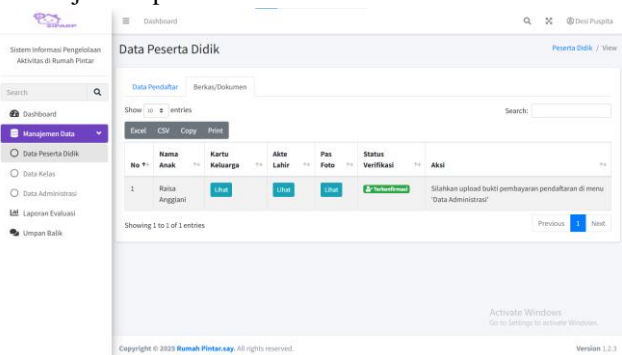 SIPARP
Dashboard
@Desi Puspita
Sistem Informasi Pengelolaan
Aktivitas di Rumah Pintar
Data Peserta Didik
Peserta Didik / View
Search
Dashboard
Manajemen Data
Data Peserta Didik
Data Kelas
Data Administrasi
Laporan Evaluasi
Umpan Balik
Data Pendaftar
Berkas/Dokumen
Show 10 entries
Search:
Excel CSV Copy Print
No Nama Anak Kartu Keluarga Akte Lahir Pas Foto Status Verifikasi Aksi
1 Raisa Anggiani Lihat Lihat Lihat Terkonfirmasi Silahkan upload bukti pembayaran pendaftaran di menu
'Data Administrasi'
Showing 1 to 1 of 1 entries
Previous 1 Next
Activate Windows
Go to Settings to activate Windows.
Copyright © 2025 Rumah Pintar.say. All rights reserved.
Version 1.2.3